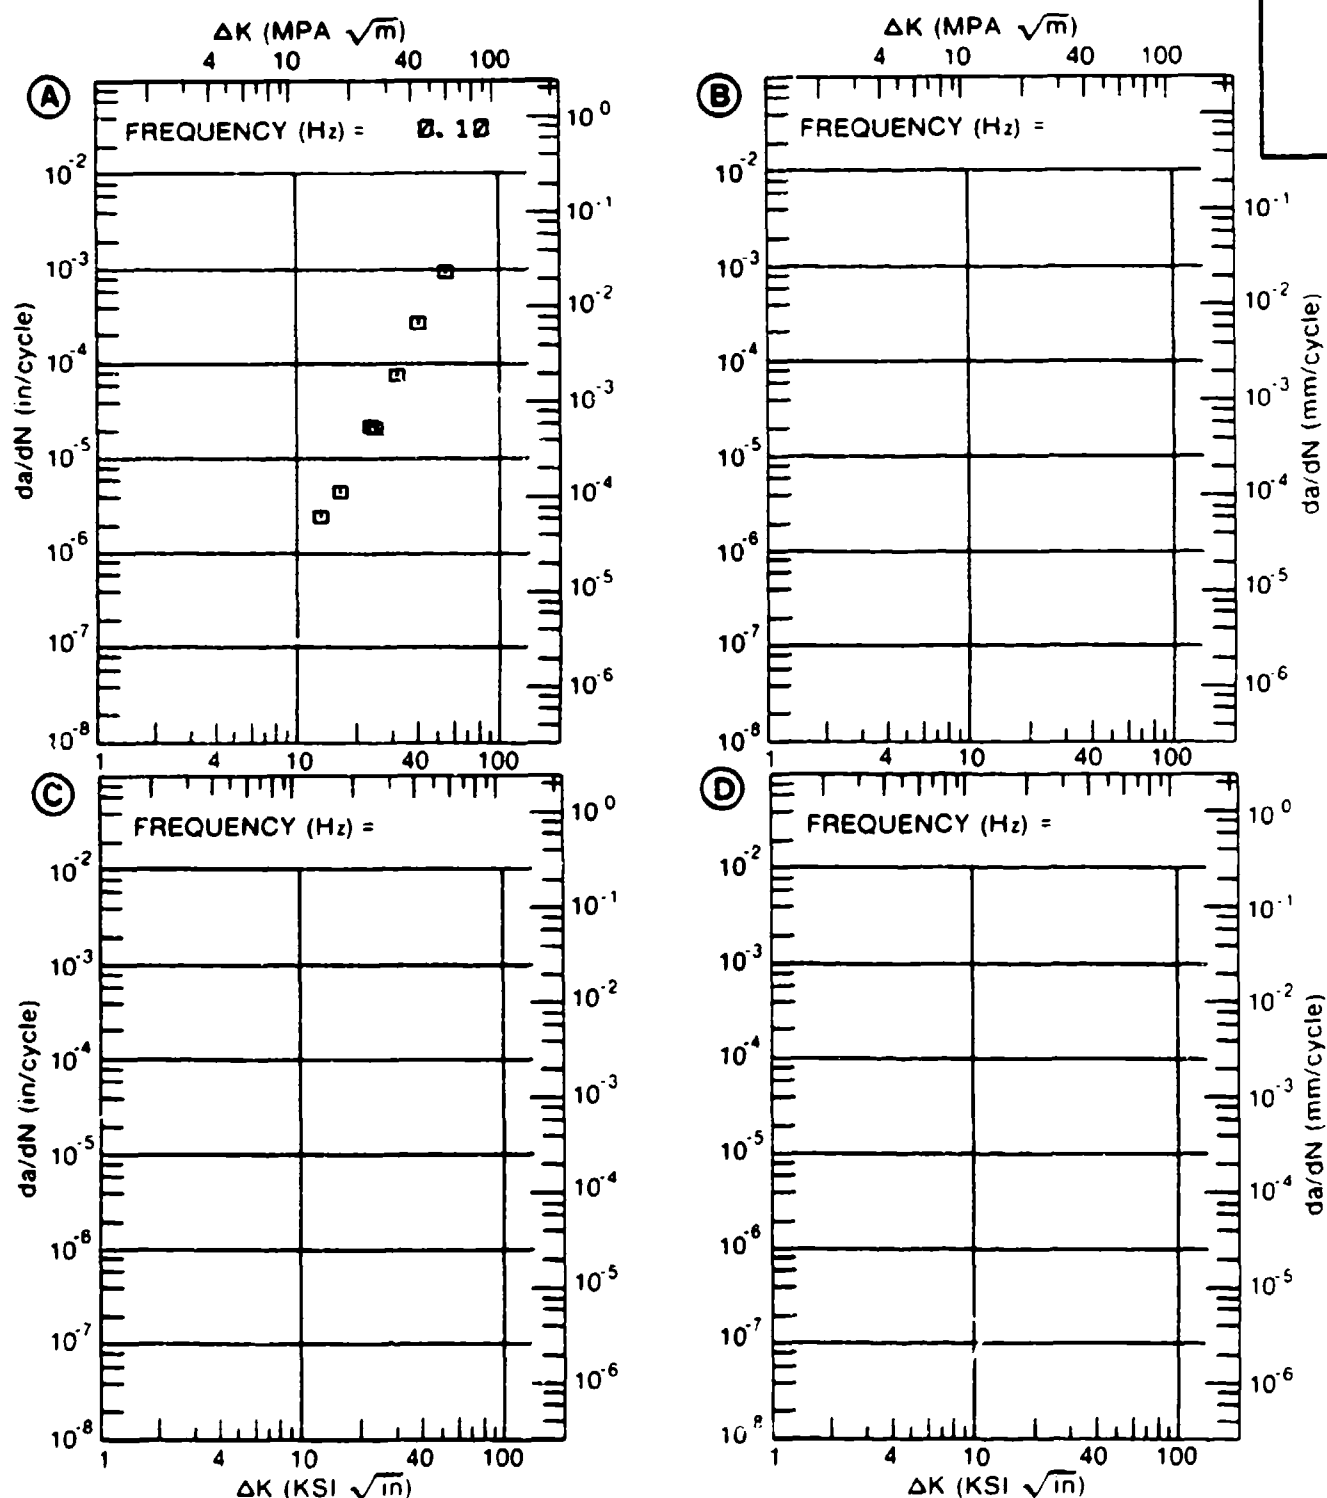 ΔK (MPA √m)
4 10 40 100
A
FREQUENCY (Hz) = 0.10
10^0
10^-2
10^-1
10^-3
10^-2
10^-4
10^-3
10^-5
10^-4
10^-6
10^-5
10^-7
10^-6
10^-8
1 4 10 40 100
da/dN (in/cycle)
ΔK (MPA √m)
4 10 40 100
B
FREQUENCY (Hz) =
10^-2
10^-1
10^-3
10^-2
10^-4
10^-3
10^-5
10^-4
10^-6
10^-5
10^-7
10^-6
10^-8
1 4 10 40 100
da/dN (mm/cycle)
C
FREQUENCY (Hz) =
10^0
10^-2
10^-1
10^-3
10^-2
10^-4
10^-3
10^-5
10^-4
10^-6
10^-5
10^-7
10^-6
10^-8
1 4 10 40 100
da/dN (in/cycle)
ΔK (KSI √in)
D
FREQUENCY (Hz) =
10^0
10^-2
10^-1
10^-3
10^-2
10^-4
10^-3
10^-5
10^-4
10^-6
10^-5
10^-7
10^-6
10^-8
1 4 10 40 100
da/dN (mm/cycle)
ΔK (KSI √in)